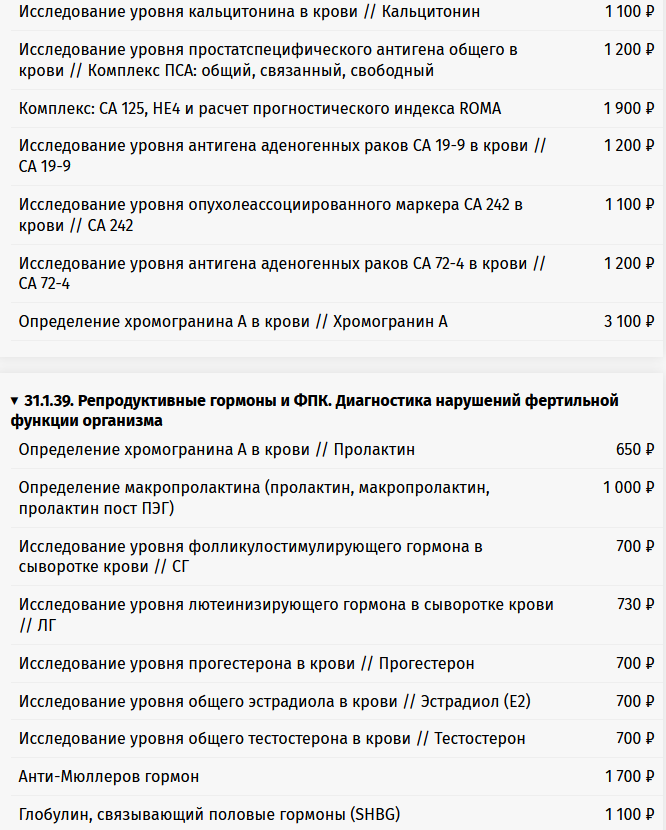 Исследование уровня кальцитонина в крови // Кальцитонин 1 100 ₽
Исследование уровня простатспецифического антигена общего в 1 200 ₽
крови // Комплекс ПСА: общий, связанный, свободный
Комплекс: СА 125, НЕ4 и расчет прогностического индекса ROMA 1 900 ₽
Исследование уровня антигена аденогенных раков СА 19-9 в крови // 1 200 ₽
СА 19-9
Исследование уровня опухолеассоциированного маркера СА 242 в 1 100 ₽
крови // СА 242
Исследование уровня антигена аденогенных раков СА 72-4 в крови // 1 200 ₽
СА 72-4
Определение хромогранина А в крови // Хромогранин А 3 100 ₽
▼ 31.1.39. Репродуктивные гормоны и ФПК. Диагностика нарушений фертильной
функции организма
Определение хромогранина А в крови // Пролактин 650 ₽
Определение макропролактина (пролактин, макропролактин, 1 000 ₽
пролактин пост ПЭГ)
Исследование уровня фолликулостимулирующего гормона в 700 ₽
сыворотке крови // СГ
Исследование уровня лютеинизирующего гормона в сыворотке крови 730 ₽
// ЛГ
Исследование уровня прогестерона в крови // Прогестерон 700 ₽
Исследование уровня общего эстрадиола в крови // Эстрадиол (Е2) 700 ₽
Исследование уровня общего тестостерона в крови // Тестостерон 700 ₽
Анти-Мюллеров гормон 1 700 ₽
Глобулин, связывающий половые гормоны (SHBG) 1 100 ₽